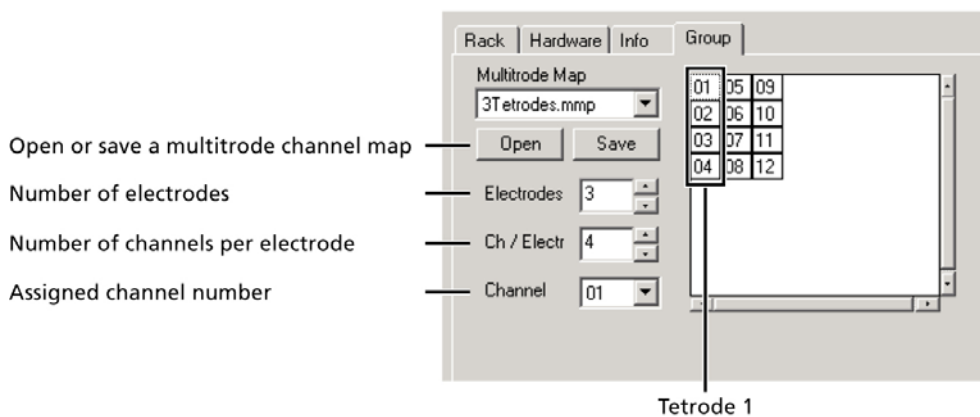 Rack Hardware Info Group
Multitrode Map
3Tetrodes.mmp
Open Save
Electrodes 3
Ch / Electr 4
Channel 01
01 05 09
02 06 10
03 07 11
04 08 12
Open or save a multitrode channel map
Number of electrodes
Number of channels per electrode
Assigned channel number
Tetrode 1